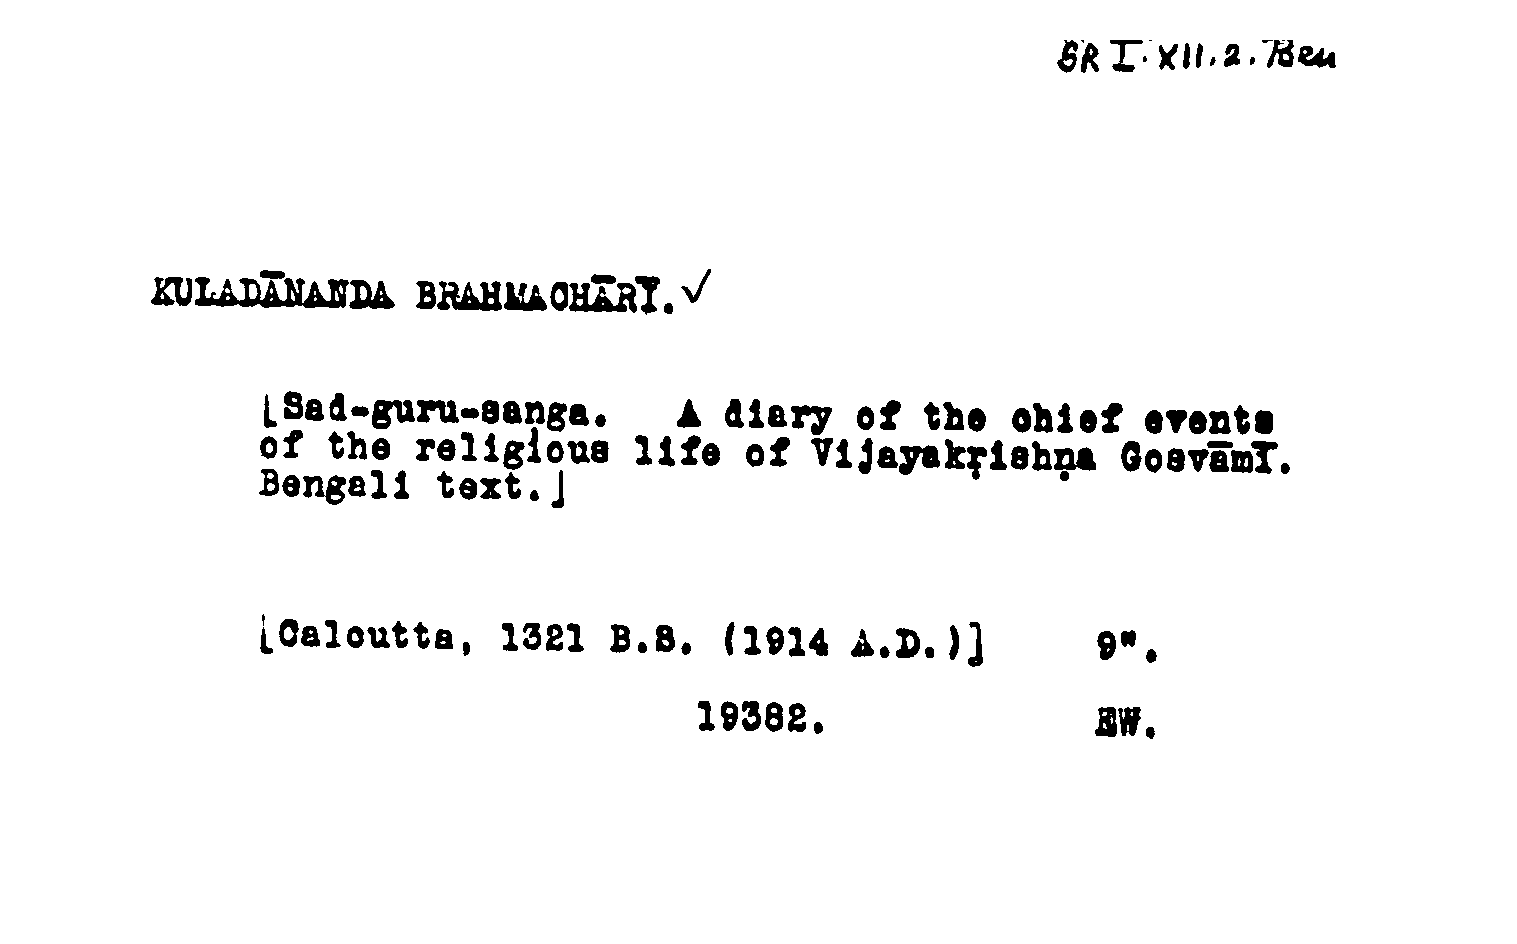 SR I. XII. 2. Ben
KULADĀNANDA BRAHMACHĀRĪ.✓
[Sad-guru-sanga. A diary of the chief events
of the religious life of Vijayakṛishṇa Gosvāmī.
Bengali text.]
[Calcutta, 1321 B.S. (1914 A.D.)] 9".
19382. EW.